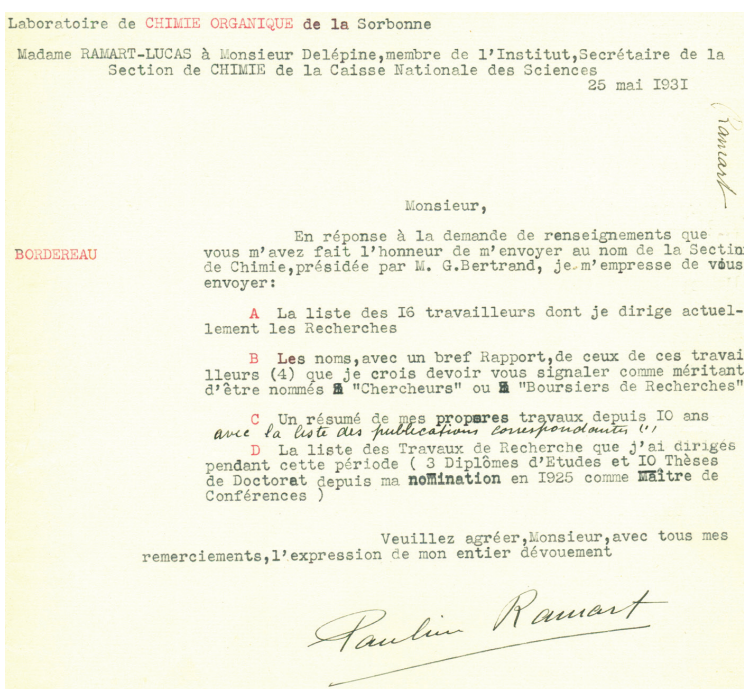 Laboratoire de CHIMIE ORGANIQUE de la Sorbonne
Madame RAMART-LUCAS à Monsieur Delépine,membre de l'Institut,Secrétaire de la
Section de CHIMIE de la Caisse Nationale des Sciences
25 mai I93I
Ramart
Monsieur,
En réponse à la demande de renseignements que
BORDEREAU
vous m'avez fait l'honneur de m'envoyer au nom de la Section
de Chimie,présidée par M. G.Bertrand, je m'empresse de vous
envoyer:
A La liste des I6 travailleurs dont je dirige actuel-
lement les Recherches
B Les noms,avec un bref Rapport,de ceux de ces travai
lleurs (4) que je crois devoir vous signaler comme méritant
d'être nommés "Chercheurs" ou "Boursiers de Recherches"
C Un résumé de mes propres travaux depuis IO ans
avec la liste des publications correspondantes
D La liste des Travaux de Recherche que j'ai dirigés
pendant cette période ( 3 Diplômes d'Etudes et IO Thèses
de Doctorat depuis ma nomination en I925 comme Maître de
Conférences )
Veuillez agréer,Monsieur,avec tous mes
remerciements,l'expression de mon entier dévouement
Pauline Ramart